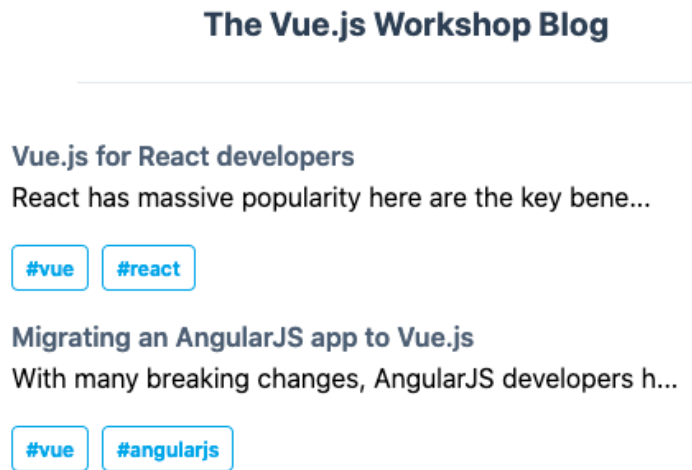 The Vue.js Workshop Blog
Vue.js for React developers
React has massive popularity here are the key bene...
#vue #react
Migrating an AngularJS app to Vue.js
With many breaking changes, AngularJS developers h...
#vue #angularjs